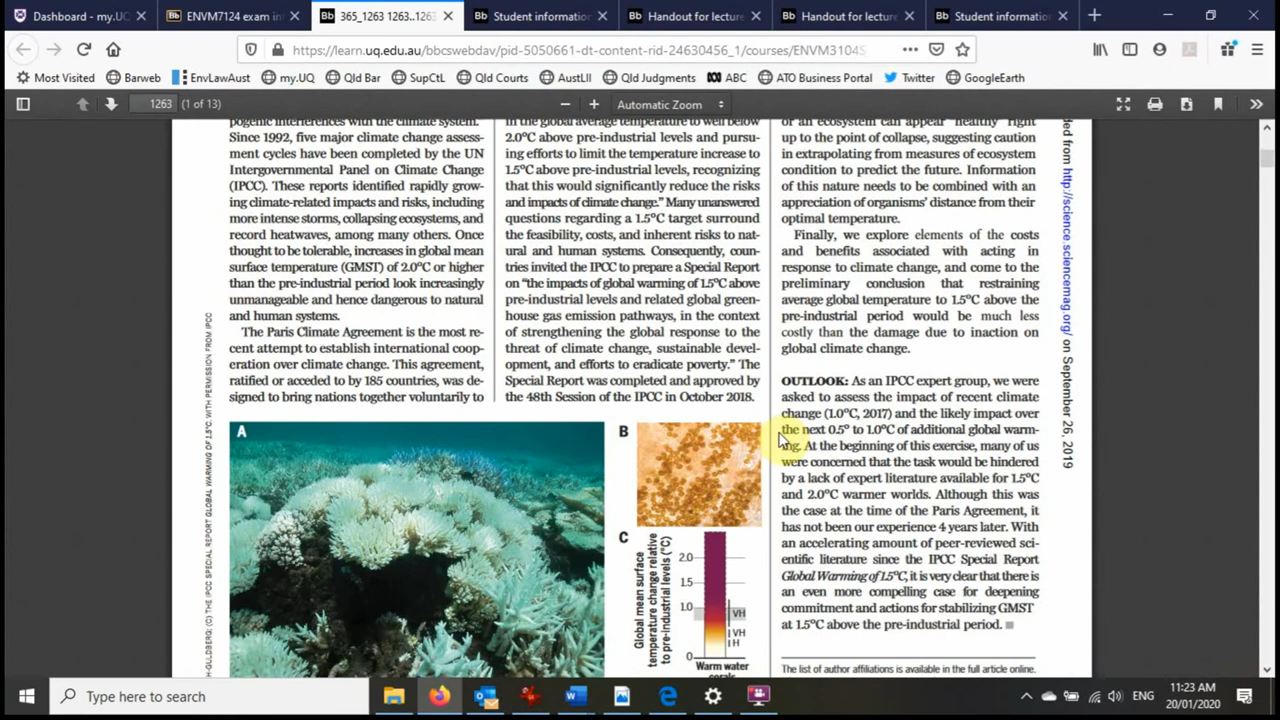 Dashboard - my.U
ENVM7124 exam in
365_1263 1263..1263
Student informatio
Handout for lecture
Handout for lecture
Student informatio
https://learn.uq.edu.au/bbcswebdav/pid-5050661-dt-content-rid-24630456_1/courses/ENVM3104S
Most Visited
Barweb
EnvLawAust
my.UQ
Qld Bar
SupCtL
Qld Courts
AustLII
Qld Judgments
ABC
ATO Business Portal
Twitter
GoogleEarth
1263 (1 of 13)
Automatic Zoom
pogenic interferences with the climate system.
Since 1992, five major climate change assess-
ment cycles have been completed by the UN
Intergovernmental Panel on Climate Change
(IPCC). These reports identified rapidly grow-
ing climate-related impacts and risks, including
more intense storms, collapsing ecosystems, and
record heatwaves, among many others. Once
thought to be tolerable, increases in global mean
surface temperature (GMST) of 2.0°C or higher
than the pre-industrial period look increasingly
unmanageable and hence dangerous to natural
and human systems.
The Paris Climate Agreement is the most re-
cent attempt to establish international coop-
eration over climate change. This agreement,
ratified or acceded to by 185 countries, was de-
signed to bring nations together voluntarily to
in the global average temperature to well below
2.0°C above pre-industrial levels and pursu-
ing efforts to limit the temperature increase to
1.5°C above pre-industrial levels, recognizing
that this would significantly reduce the risks
and impacts of climate change." Many unanswered
questions regarding a 1.5°C target surround
the feasibility, costs, and inherent risks to nat-
ural and human systems. Consequently, coun-
tries invited the IPCC to prepare a Special Report
on "the impacts of global warming of 1.5°C above
pre-industrial levels and related global green-
house gas emission pathways, in the context
of strengthening the global response to the
threat of climate change, sustainable devel-
opment, and efforts to eradicate poverty." The
Special Report was completed and approved by
the 48th Session of the IPCC in October 2018.
or an ecosystem can appear "healthy" right
up to the point of collapse, suggesting caution
in extrapolating from measures of ecosystem
condition to predict the future. Information
of this nature needs to be combined with an
appreciation of organisms' distance from their
optimal temperature.
Finally, we explore elements of the costs
and benefits associated with acting in
response to climate change, and come to the
preliminary conclusion that restraining
average global temperature to 1.5°C above the
pre-industrial period would be much less
costly than the damage due to inaction on
global climate change.
OUTLOOK: As an IPCC expert group, we were
asked to assess the impact of recent climate
change (1.0°C, 2017) and the likely impact over
the next 0.5° to 1.0°C of additional global warm-
ing. At the beginning of this exercise, many of us
were concerned that the task would be hindered
by a lack of expert literature available for 1.5°C
and 2.0°C warmer worlds. Although this was
the case at the time of the Paris Agreement, it
has not been our experience 4 years later. With
an accelerating amount of peer-reviewed sci-
entific literature since the IPCC Special Report
Global Warming of 1.5°C, it is very clear that there is
an even more compelling case for deepening
commitment and actions for stabilizing GMST
at 1.5°C above the pre-industrial period.
The list of author affiliations is available in the full article online.
ded from http://science.sciencemag.org/ on September 26, 2019
H-GULDBERG; (C) THE IPCC SPECIAL REPORT GLOBAL WARMING OF 1.5°C. WITH PERMISSION FROM IPCC
A
B
C
Global mean surface
temperature change relative
to pre-industrial levels (°C)
2.0
1.5
1.0
0
VH
VH
H
Warm water
corals
Type here to search
ENG
11:23 AM
20/01/2020